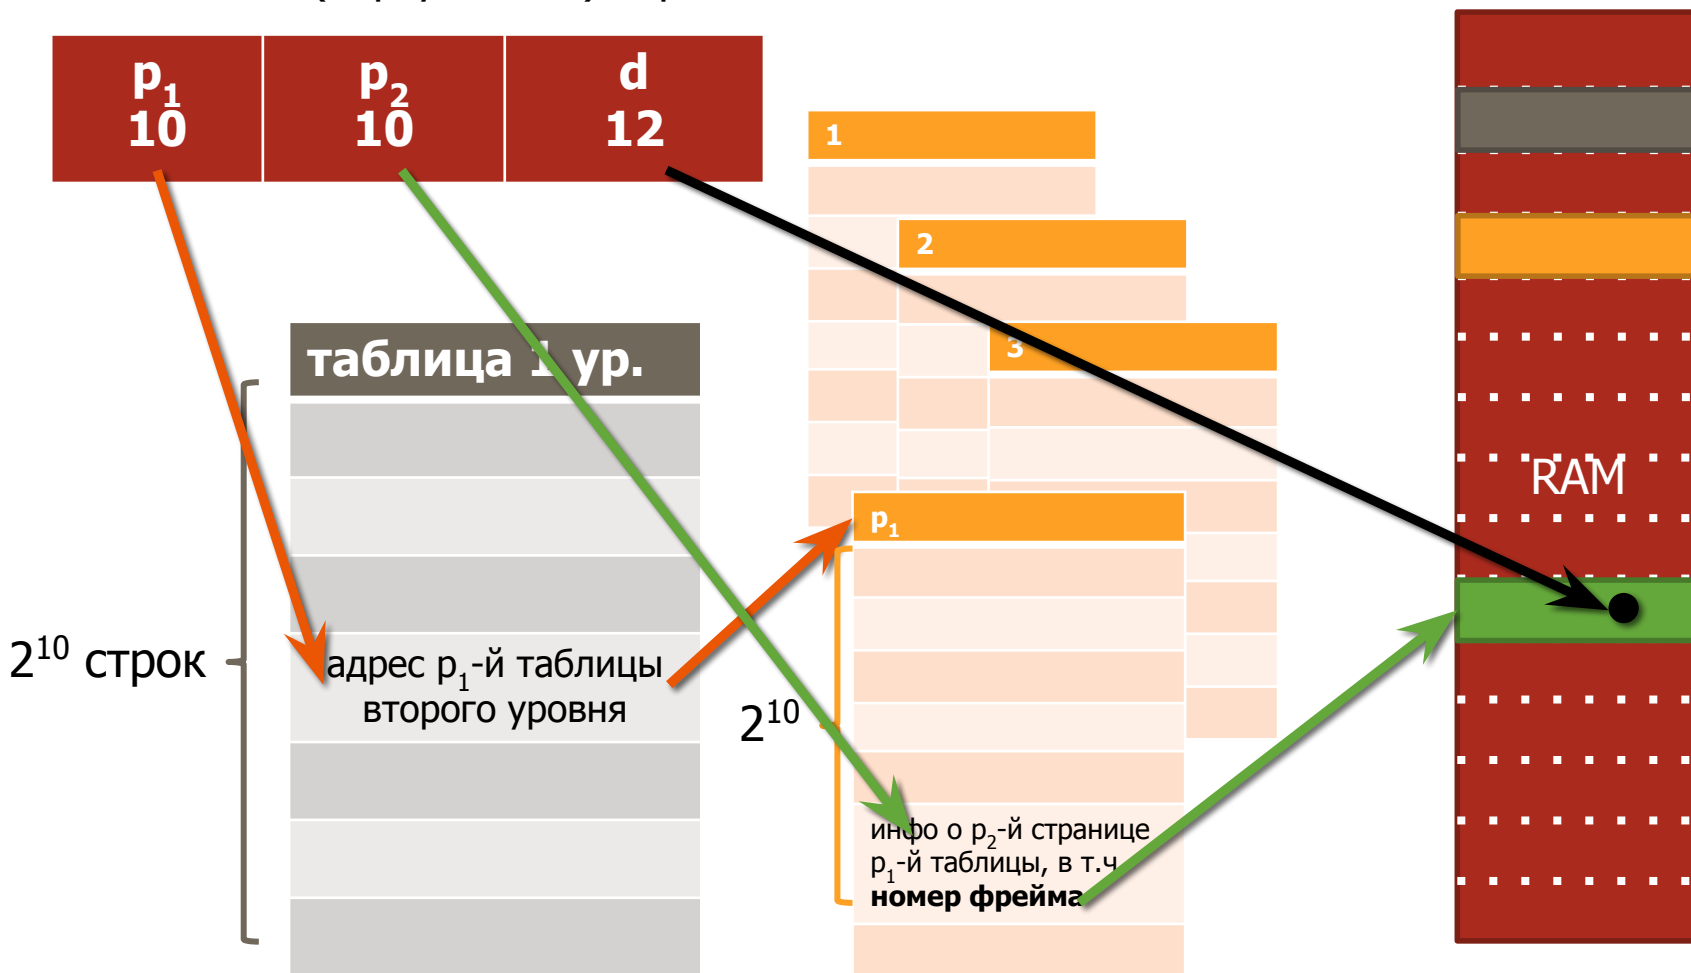 p₁ p₂ d
10 10 12
1
2
3
таблица 1 ур.
RAM
p₁
2¹⁰ строк
адрес p₁-й таблицы
второго уровня
2¹⁰
инфо о p₂-й странице
p₁-й таблицы, в т.ч.
номер фрейма